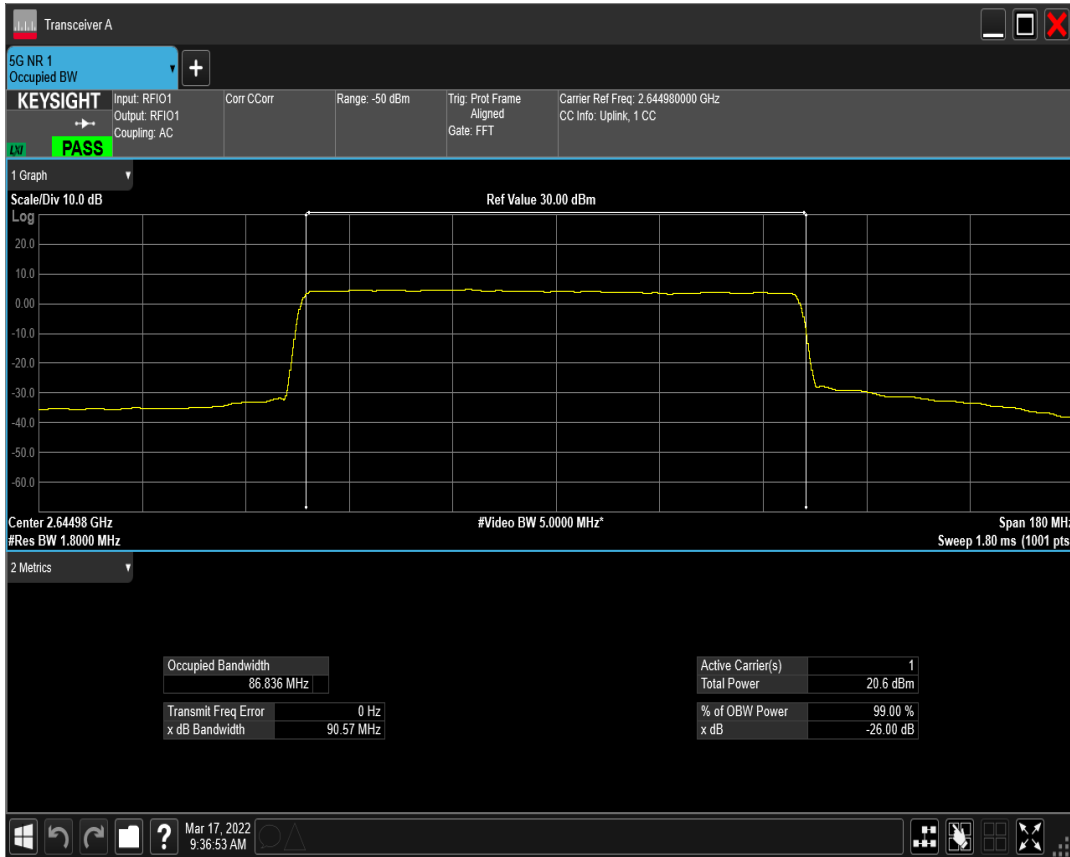 Transceiver A
5G NR 1
Occupied BW
KEYSIGHT
LXI
PASS
Input: RFIO1
Output: RFIO1
Coupling: AC
Corr CCorr
Range: -50 dBm
Trig: Prot Frame
Aligned
Gate: FFT
Carrier Ref Freq: 2.644980000 GHz
CC Info: Uplink, 1 CC
1 Graph
Scale/Div 10.0 dB
Ref Value 30.00 dBm
Log
20.0
10.0
0.00
-10.0
-20.0
-30.0
-40.0
-50.0
-60.0
Center 2.64498 GHz
#Video BW 5.0000 MHz*
Span 180 MHz
#Res BW 1.8000 MHz
Sweep 1.80 ms (1001 pts
2 Metrics
Occupied Bandwidth
86.836 MHz
Transmit Freq Error 0 Hz
x dB Bandwidth 90.57 MHz
Active Carrier(s) 1
Total Power 20.6 dBm
% of OBW Power 99.00 %
x dB -26.00 dB
?
Mar 17, 2022
9:36:53 AM